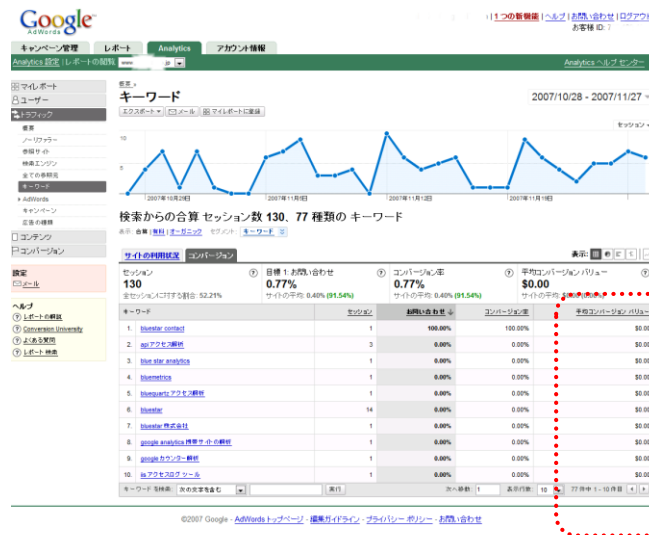 Google
AdWords
1 つの新機能 | ヘルプ | お問い合わせ | ログアウト
お客様 ID: 7
キャンペーン管理 レポート Analytics アカウント情報
Analytics 設定 | レポートの閲覧 Analytics ヘルプ センター
マイレポート
ユーザー
トラフィック
概要
ノーリファラー
参照サイト
検索エンジン
全ての参照元
キーワード
AdWords
キャンペーン
広告の種類
コンテンツ
コンバージョン
設定
メール
ヘルプ
レポートの解説
Conversion University
よくある質問
レポート 検索
概要 »
キーワード
2007/10/28 - 2007/11/27
エクスポート メール マイレポートに登録
セッション
10
5
2007年10月29日 2007年11月5日 2007年11月12日 2007年11月19日
検索からの合算 セッション数 130、77 種類の キーワード
表示: 合算 | 無料 | オーガニック セグメント: キーワード
サイトの利用状況 コンバージョン 表示:
セッション
130
全セッションに対する割合: 52.21%
目標 1: お問い合わせ
0.77%
サイトの平均: 0.40% (91.54%)
コンバージョン率
0.77%
サイトの平均: 0.40% (91.54%)
平均コンバージョン バリュー
$0.00
サイトの平均: $0.00 (0.00%)
キーワード セッション お問い合わせ コンバージョン率 平均コンバージョン バリュー
1. bluestar contact 1 100.00% 100.00% $0.00
2. apiアクセス解析 3 0.00% 0.00% $0.00
3. blue star analytics 1 0.00% 0.00% $0.00
4. bluemetrics 1 0.00% 0.00% $0.00
5. bluequartz アクセス解析 1 0.00% 0.00% $0.00
6. bluestar 14 0.00% 0.00% $0.00
7. bluestar 株式会社 1 0.00% 0.00% $0.00
8. google analytics 携帯サイトの解析 1 0.00% 0.00% $0.00
9. google カウンター 解析 1 0.00% 0.00% $0.00
10. iis アクセスログ ツール 1 0.00% 0.00% $0.00
キーワード を検索: 次の文字を含む 実行 次へ移動: 1 表示行数: 10 77 件中 1 - 10 件目
©2007 Google - AdWords トップページ - 編集ガイドライン - プライバシー ポリシー - お問い合わせ